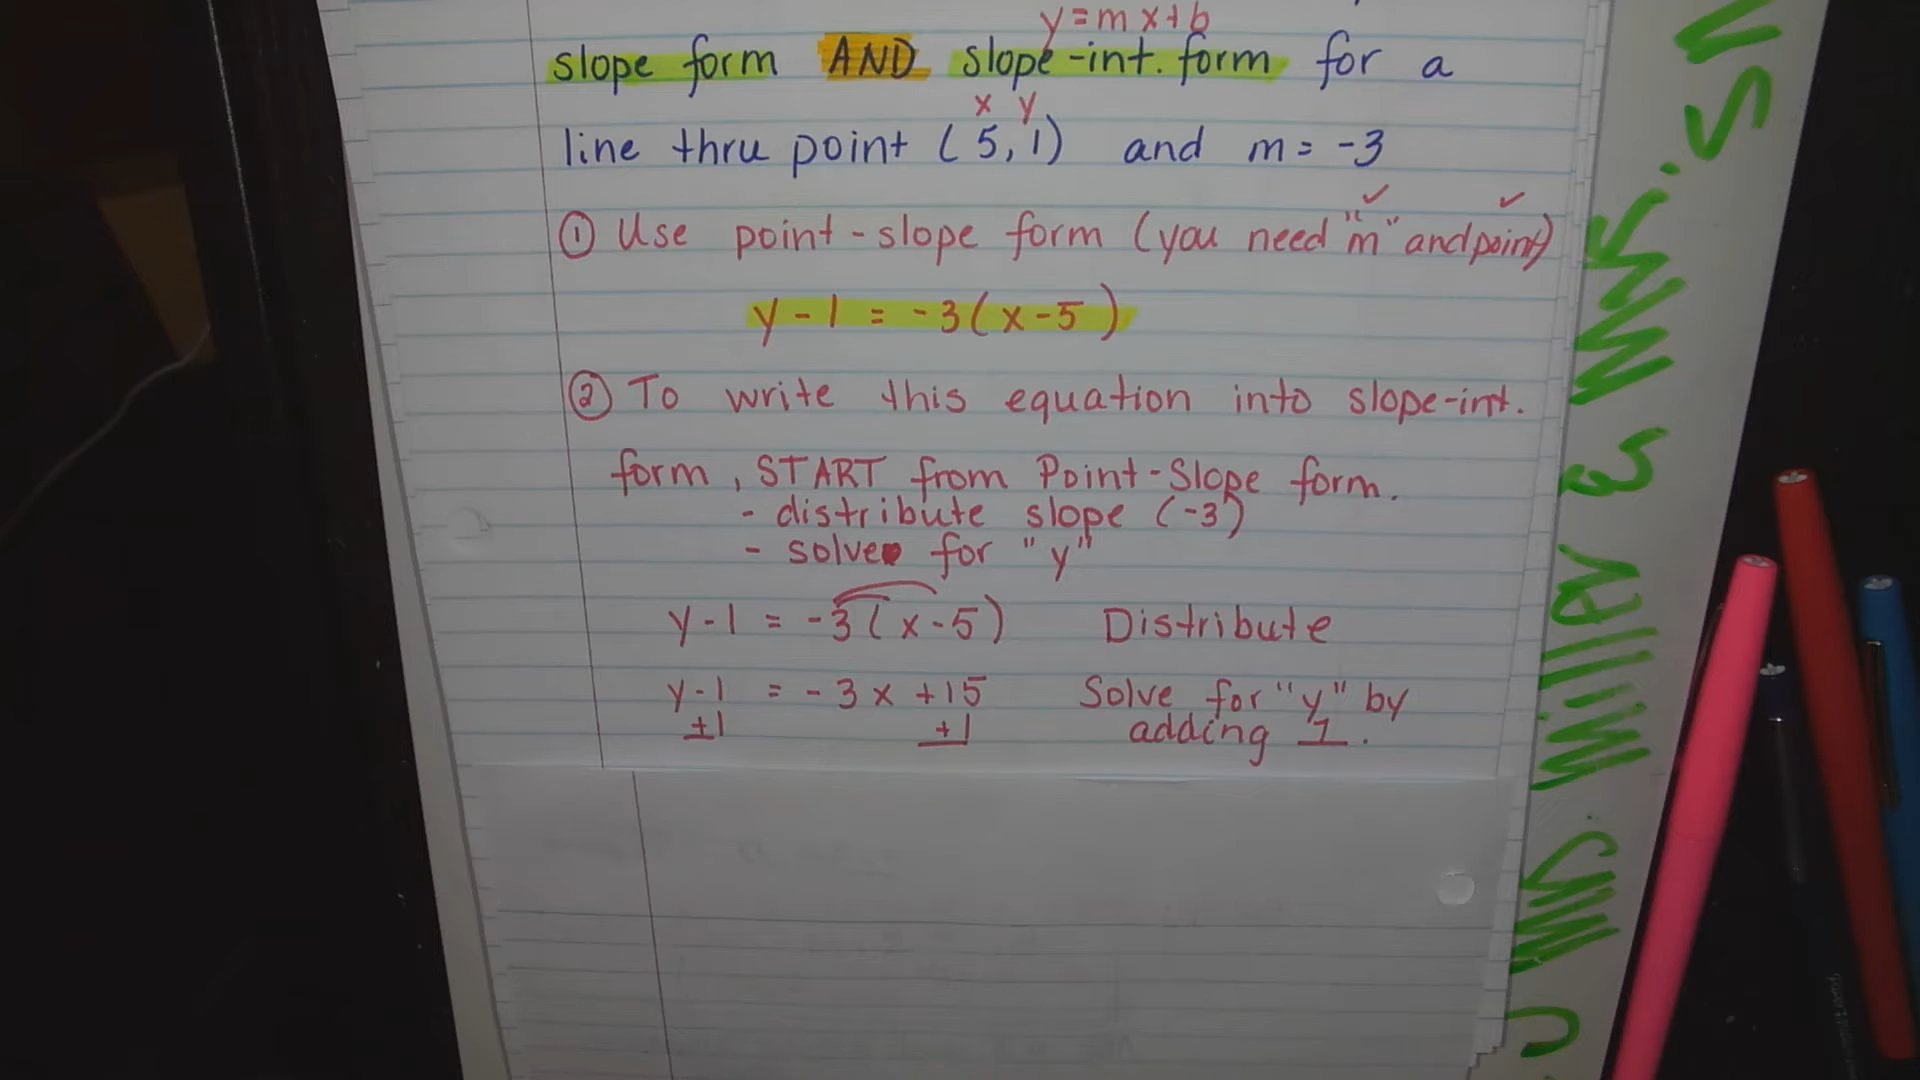 y=mx+b
slope form AND slope-int. form for a
x y
line thru point (5,1) and m = -3
① Use point-slope form (you need "m" and point)
y-1 = -3(x-5)
② To write this equation into slope-int.
form, START from Point-Slope form.
- distribute slope (-3)
- solve for "y"
y-1 = -3(x-5) Distribute
y-1 = -3x +15 Solve for "y" by
+1 +1 adding 1.